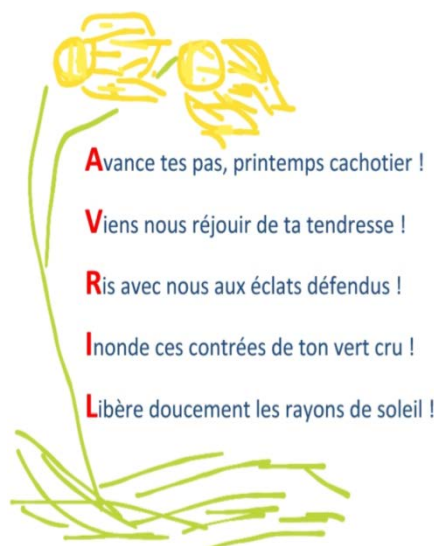 Avance tes pas, printemps cachotier !
Viens nous réjouir de ta tendresse !
Ris avec nous aux éclats défendus !
Inonde ces contrées de ton vert cru !
Libère doucement les rayons de soleil !